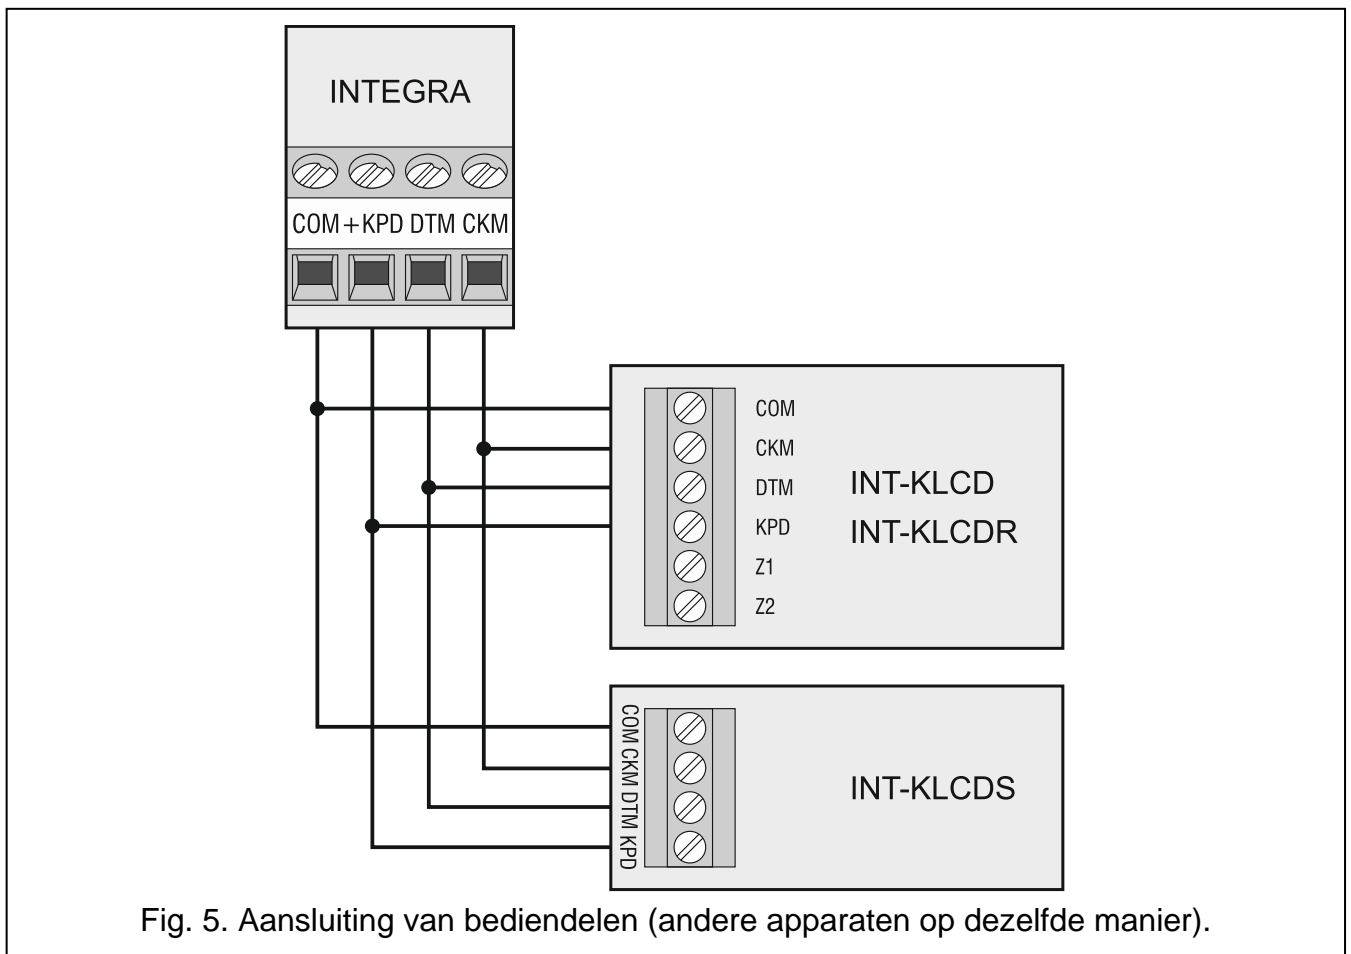 INTEGRA
COM +KPD DTM CKM
COM
CKM
DTM
KPD
Z1
Z2
INT-KLCD
INT-KLCDR
COM CKM DTM KPD
INT-KLCDS
Fig. 5. Aansluiting van bediendelen (andere apparaten op dezelfde manier).